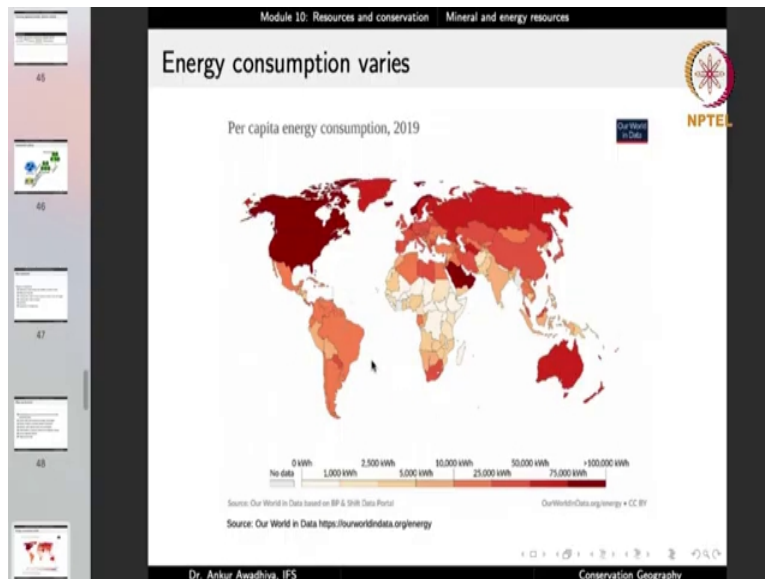 Module 10: Resources and conservation Mineral and energy resources
Energy consumption varies
NPTEL
Per capita energy consumption, 2019
Our World
in Data
0 kWh 2,500 kWh 10,000 kWh 50,000 kWh >100,000 kWh
No data 1,000 kWh 5,000 kWh 25,000 kWh 75,000 kWh
Source: Our World in Data based on BP & Shift Data Portal OurWorldInData.org/energy • CC BY
Source: Our World in Data https://ourworldindata.org/energy
Dr. Ankur Awadhiya, IFS Conservation Geography
45
46
47
48